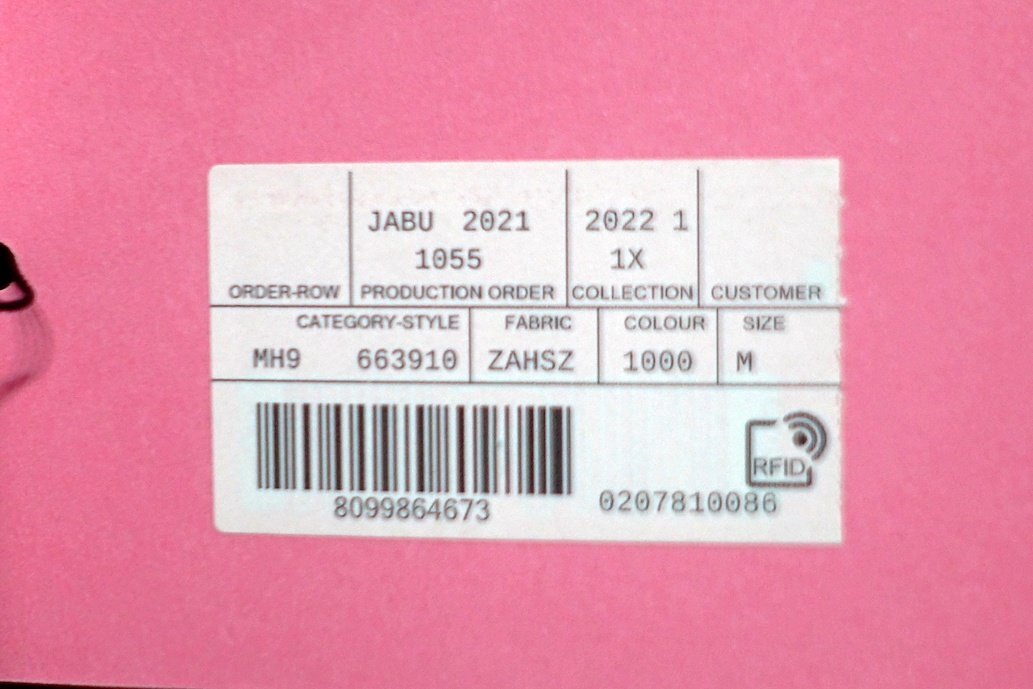 JABU 2021 2022 1
1055 1X
ORDER-ROW PRODUCTION ORDER COLLECTION CUSTOMER
CATEGORY-STYLE FABRIC COLOUR SIZE
MH9 663910 ZAHSZ 1000 M
RFID
8099864673 0207810086